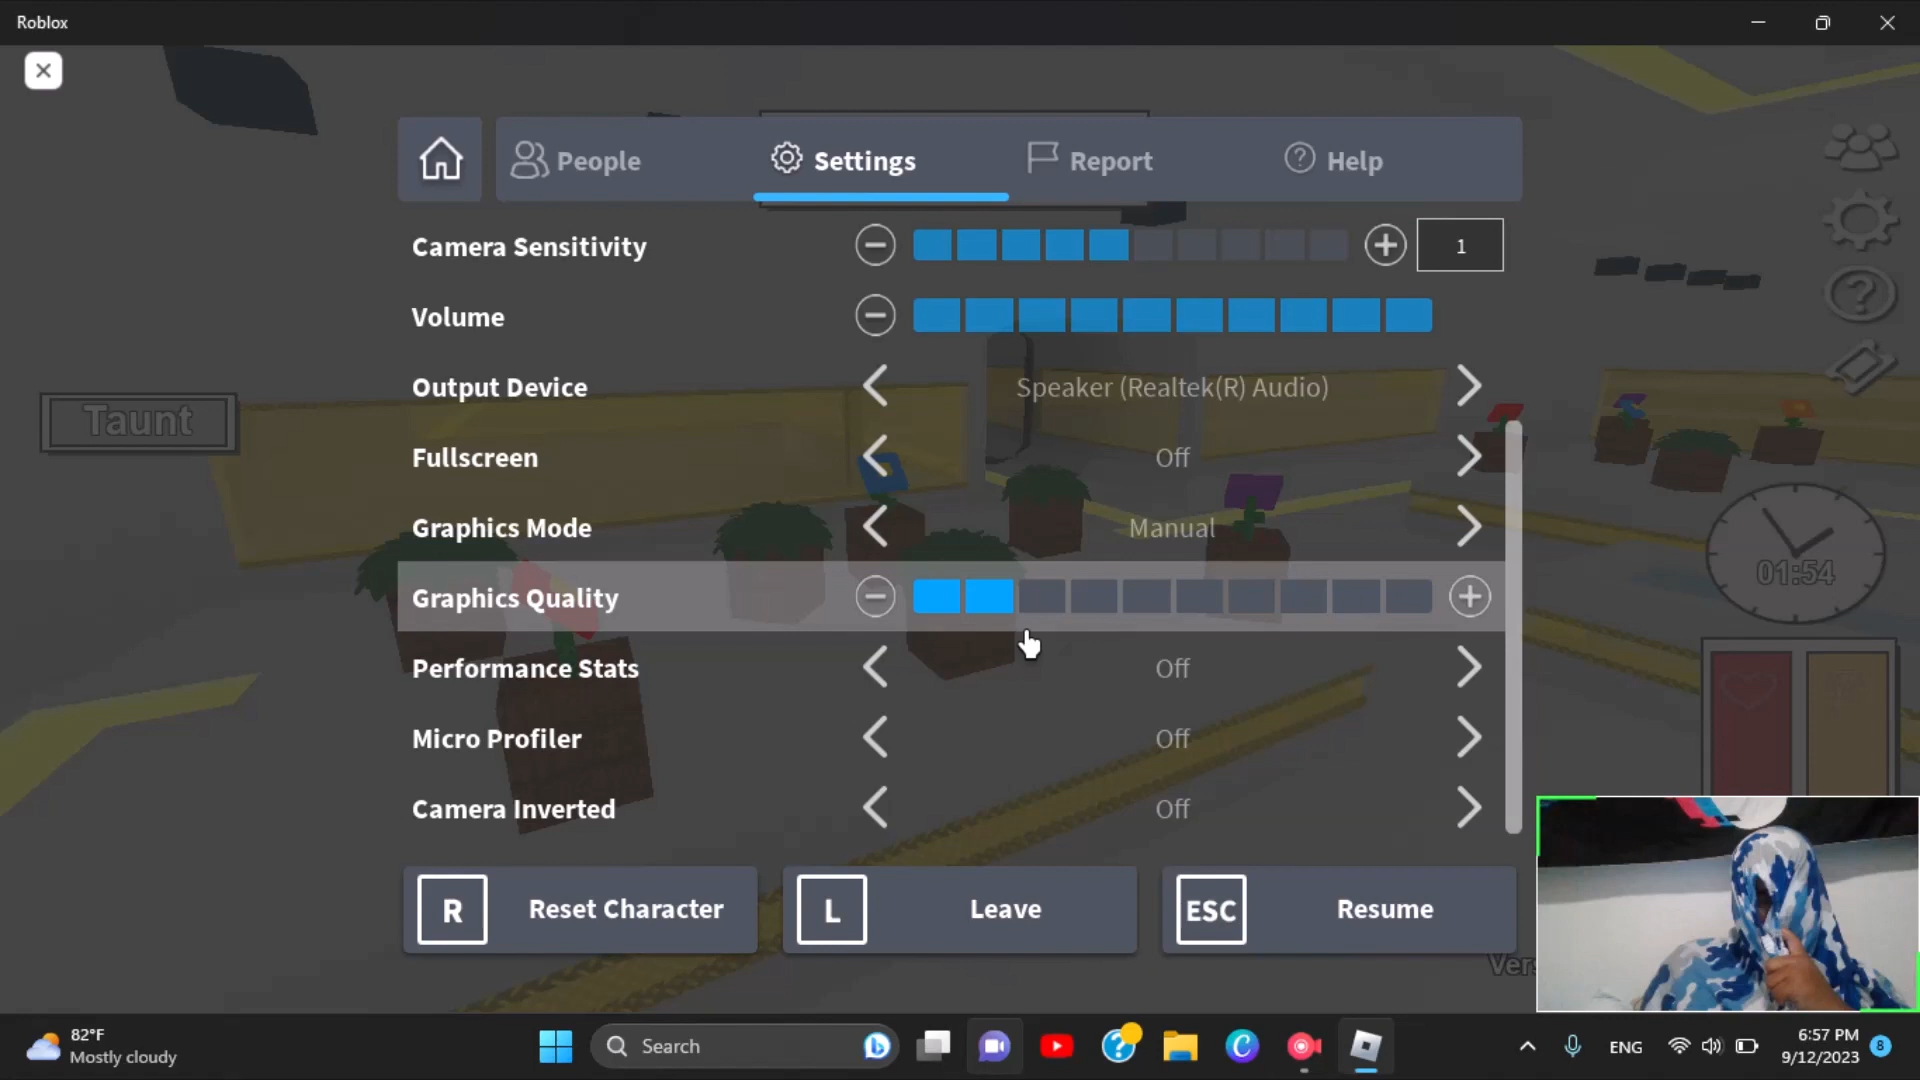 Roblox
People
Settings
Report
Help
Camera Sensitivity
1
Volume
Output Device
Speaker (Realtek(R) Audio)
Taunt
Fullscreen
Off
Graphics Mode
Manual
01:54
Graphics Quality
Performance Stats
Off
Micro Profiler
Off
Camera Inverted
Off
R Reset Character
L Leave
ESC Resume
Vers
82°F
Mostly cloudy
Search
ENG
6:57 PM
9/12/2023
8